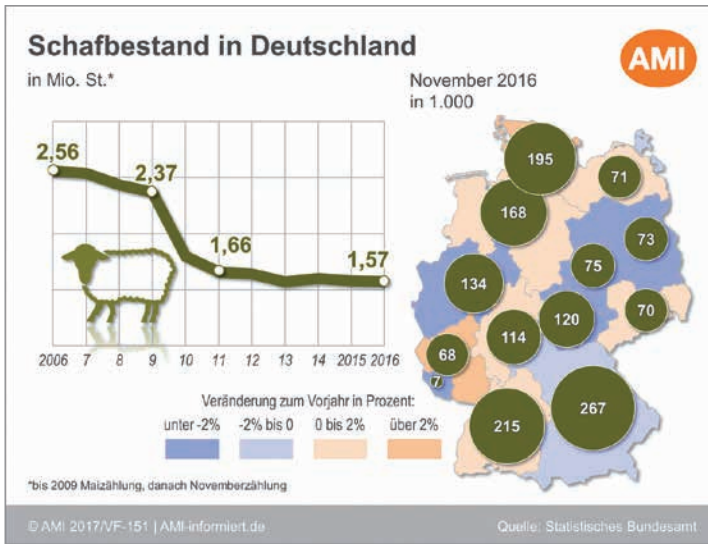 Schafbestand in Deutschland
in Mio. St.*
AMI
November 2016
in 1.000
2,56
2,37
1,66
1,57
2006 7 8 9 10 11 12 13 14 2015 2016
195
71
168
73
75
134
70
120
114
68
7
267
215
Veränderung zum Vorjahr in Prozent:
unter -2% -2% bis 0 0 bis 2% über 2%
*bis 2009 Maizählung, danach Novemberzählung
© AMI 2017/VF-151 | AMI-informiert.de
Quelle: Statistisches Bundesamt